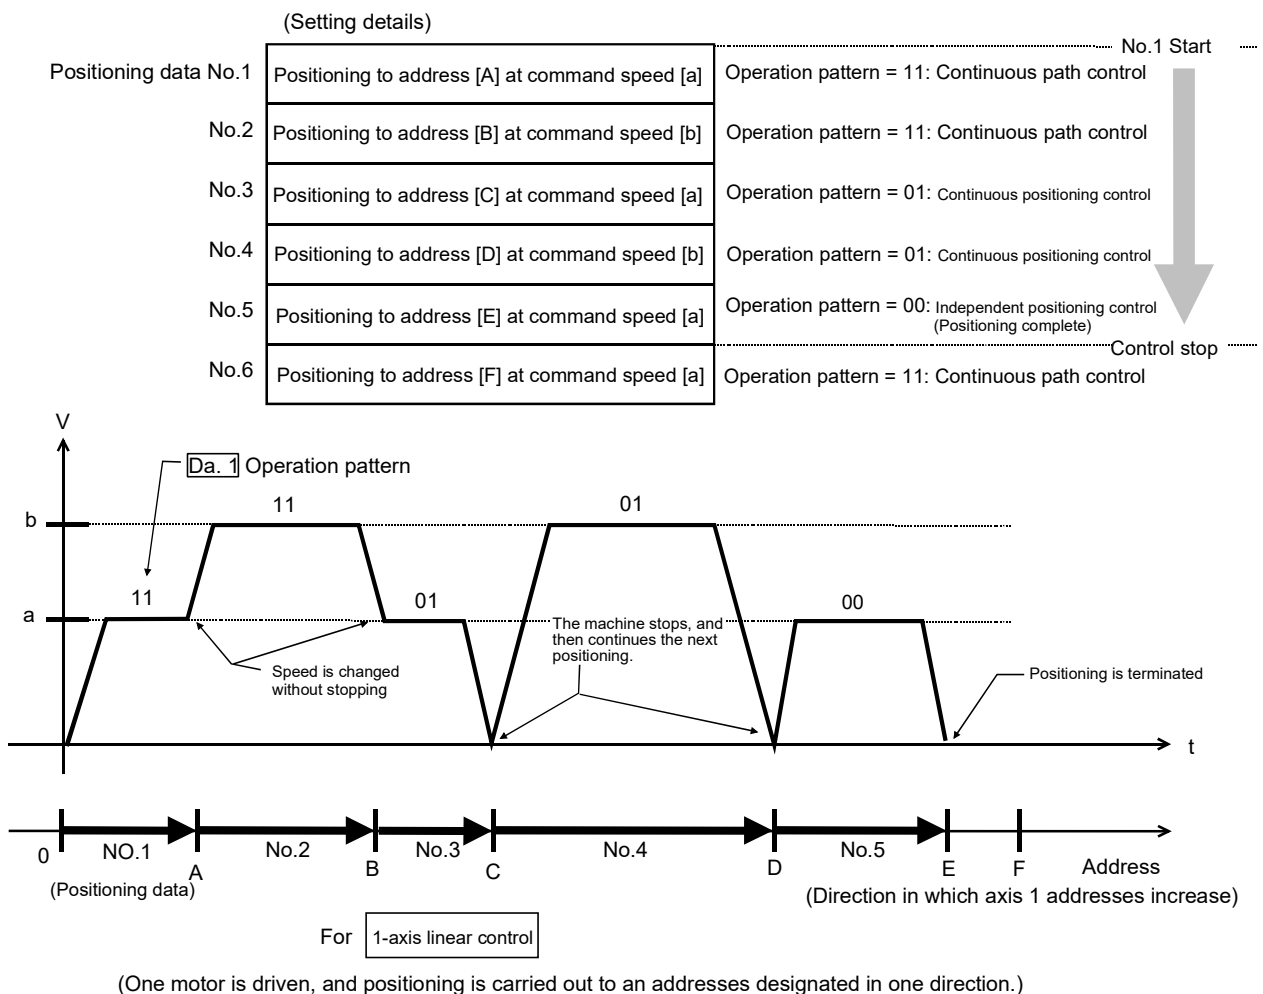 (Setting details)
No.1 Start
Positioning data No.1
Positioning to address [A] at command speed [a]
Operation pattern = 11: Continuous path control
No.2
Positioning to address [B] at command speed [b]
Operation pattern = 11: Continuous path control
No.3
Positioning to address [C] at command speed [a]
Operation pattern = 01: Continuous positioning control
No.4
Positioning to address [D] at command speed [b]
Operation pattern = 01: Continuous positioning control
No.5
Positioning to address [E] at command speed [a]
Operation pattern = 00: Independent positioning control
(Positioning complete)
Control stop
No.6
Positioning to address [F] at command speed [a]
Operation pattern = 11: Continuous path control
V
Da. 1 Operation pattern
b
11
01
a
11
01
00
Speed is changed
without stopping
The machine stops, and
then continues the next
positioning.
Positioning is terminated
t
0
NO.1
A
No.2
B
No.3
C
No.4
D
No.5
E
F
Address
(Positioning data)
(Direction in which axis 1 addresses increase)
For 1-axis linear control
(One motor is driven, and positioning is carried out to an addresses designated in one direction.)